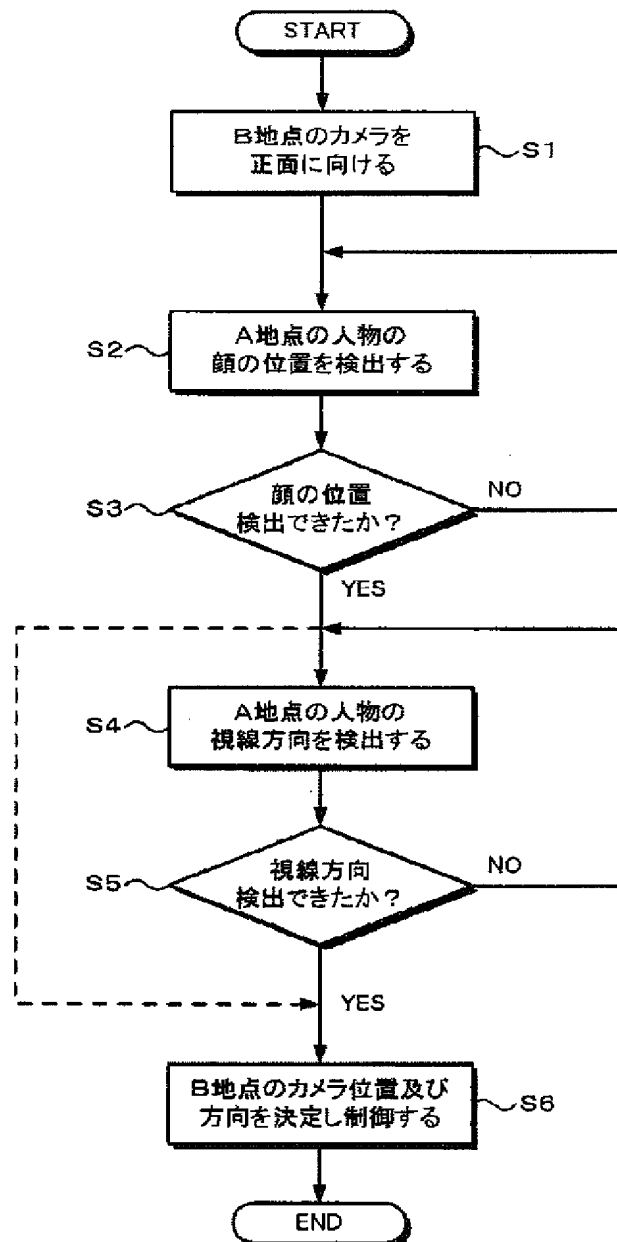 START
B地点のカメラを
正面に向ける
S1
S2
A地点の人物の
顔の位置を検出する
S3
顔の位置
検出できたか？
NO
YES
S4
A地点の人物の
視線方向を検出する
S5
視線方向
検出できたか？
NO
YES
B地点のカメラ位置及び
方向を決定し制御する
S6
END